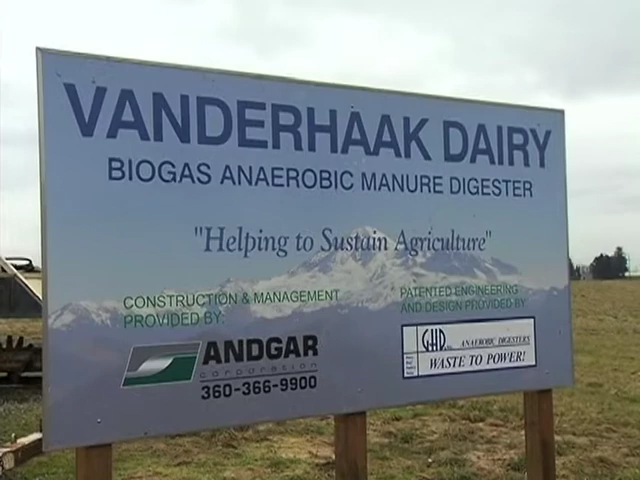 VANDERHAAK DAIRY
BIOGAS ANAEROBIC MANURE DIGESTER
"Helping to Sustain Agriculture"
CONSTRUCTION & MANAGEMENT
PROVIDED BY:
ANDGAR
corporation
360-366-9900
PATENTED ENGINEERING
AND DESIGN PROVIDED BY:
GHD
ANAEROBIC DIGESTERS
WASTE TO POWER!